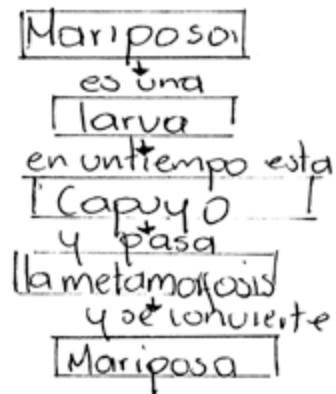 Mariposa
es una
larva
en un tiempo esta
Capuyo
y pasa
la metamorfosis
y se convierte
Mariposa